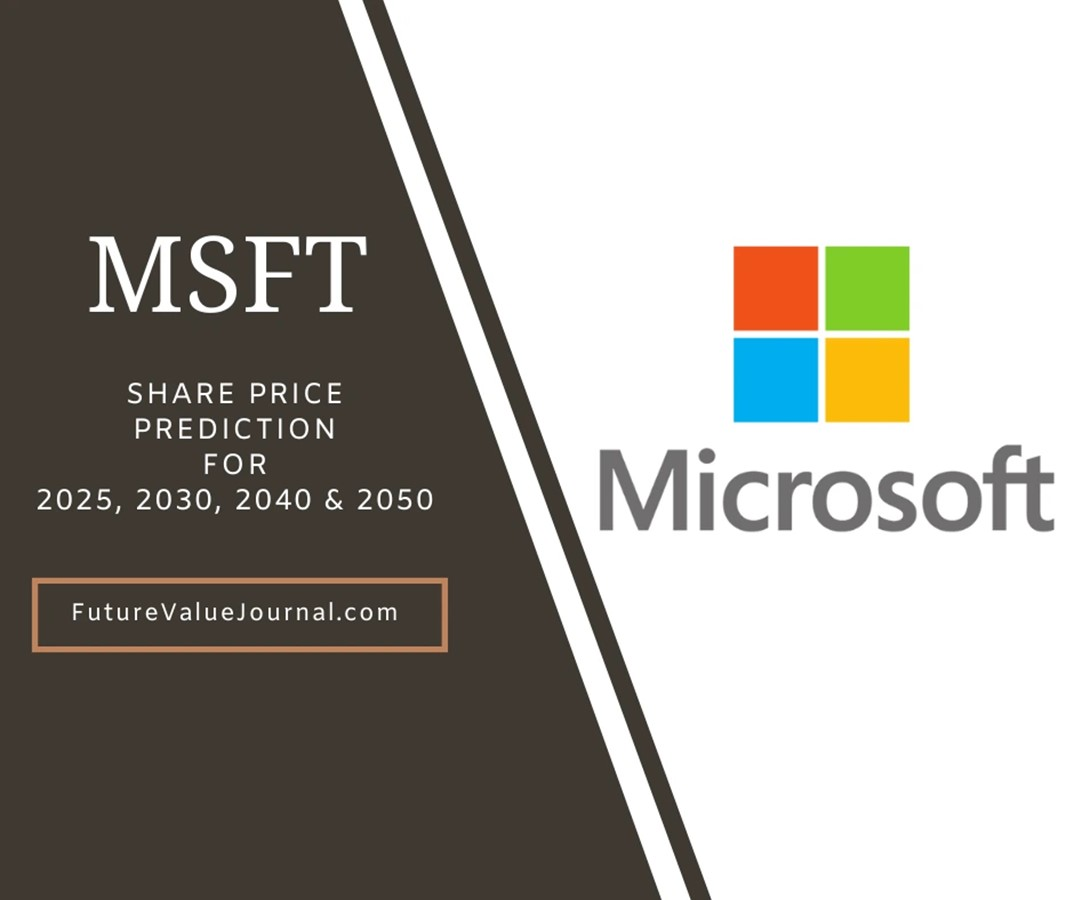 MSFT
SHARE PRICE
PREDICTION
FOR
2025, 2030, 2040 & 2050
FutureValueJournal.com
Microsoft